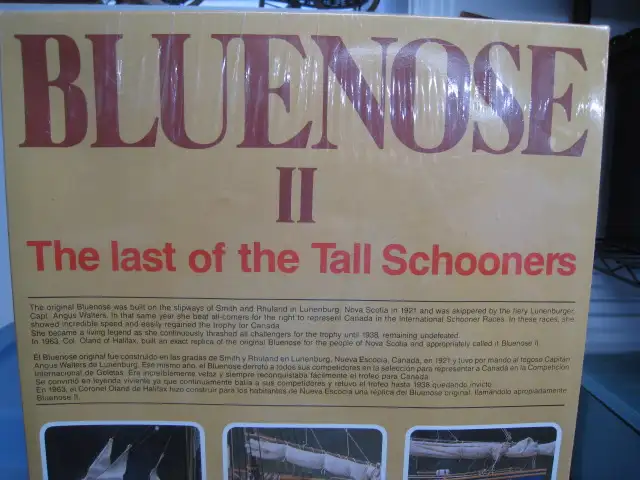 BLUENOSE
II
The last of the Tall Schooners
The original Bluenose was built on the slipways of Smith and Rhuland in Lunenburg, Nova Scotia in 1921 and was skippered by the fiery Lunenburger,
Capt. Angus Walters. In that same year she beat all-comers for the right to represent Canada in the International Schooner Races. In these races, she
showed incredible speed and easily regained the trophy for Canada.
She became a living legend as she continuously thrashed all challengers for the trophy until 1938, remaining undefeated.
In 1963, Col. Oland of Halifax, built an exact replica of the original Bluenose for the people of Nova Scotia and appropriately called it Bluenose II.
El Bluenose original fue construido en las gradas de Smith y Rhuland en Lunenburg, Nueva Escocia, Canada, en 1921 y tuvo por mando al fogoso Capitan
Angus Walters de Lunenburg. Ese mismo año, el Bluenose derrotó a todos sus competidores en la selección para representar a Canada en la Competición
Internacional de Goletas. Era increiblemente veloz y siempre reconquistaba fácilmente el trofeo para Canada.
Se convirtió en leyenda viviente ya que continuamente batia a sus competidores y retuvo el trofeo hasta 1938 quedando invicto.
En 1963, el Coronel Oland de Halifax hizo construir para los habitantes de Nueva Escocia una replica del Bluenose original, llamándolo apropiadamente
Bluenose II.